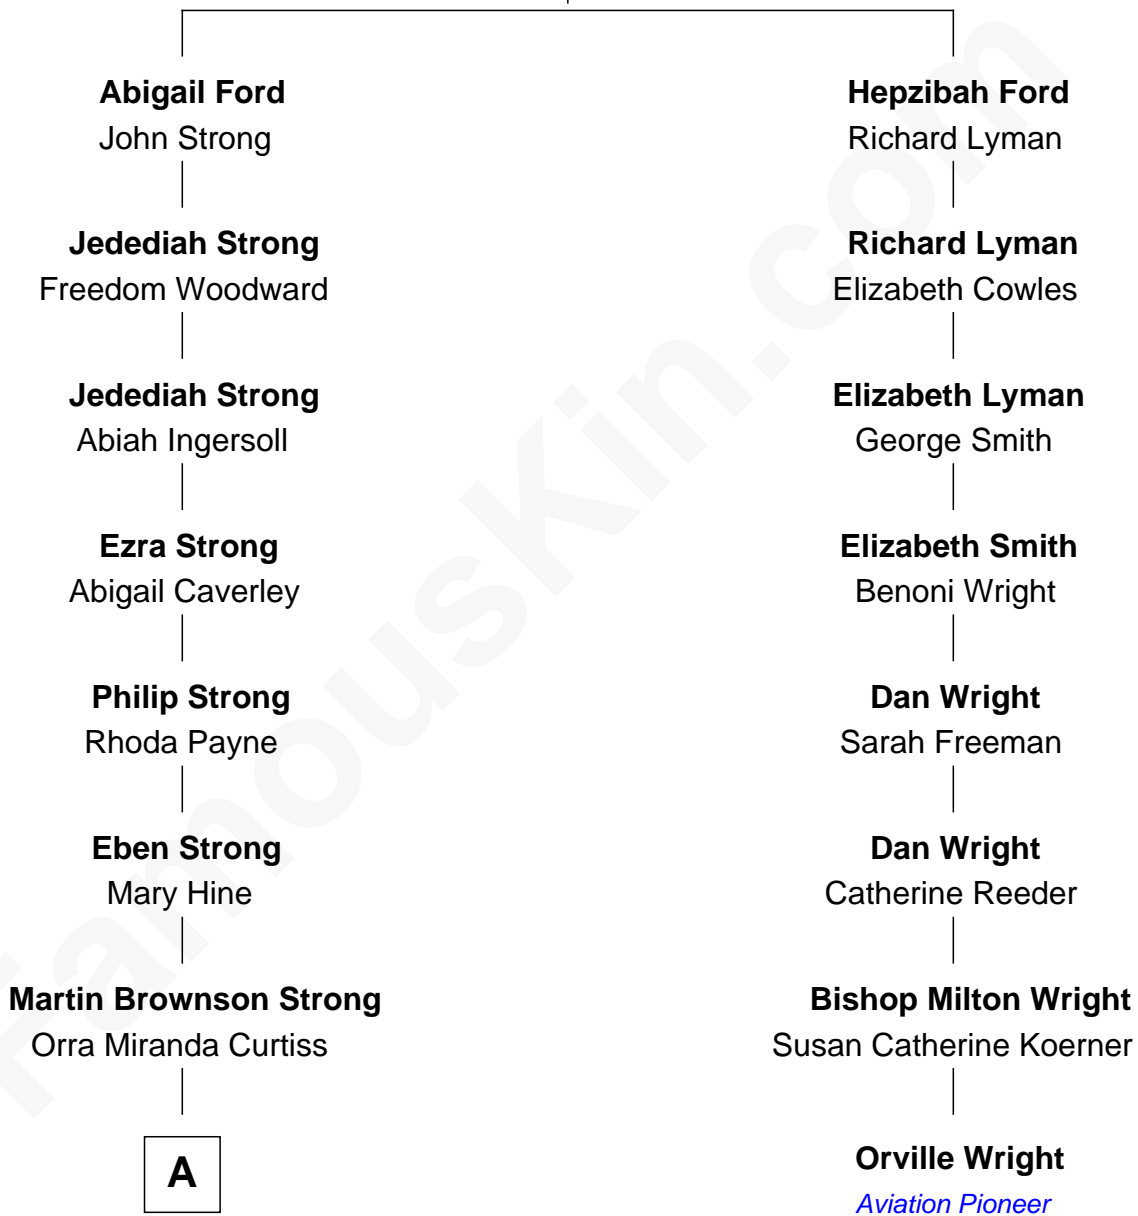 Abigail Ford
John Strong
Hepzibah Ford
Richard Lyman
Jedediah Strong
Freedom Woodward
Richard Lyman
Elizabeth Cowles
Jedediah Strong
Abiah Ingersoll
Elizabeth Lyman
George Smith
Ezra Strong
Abigail Caverley
Elizabeth Smith
Benoni Wright
Philip Strong
Rhoda Payne
Dan Wright
Sarah Freeman
Eben Strong
Mary Hine
Dan Wright
Catherine Reeder
Martin Brownson Strong
Orra Miranda Curtiss
Bishop Milton Wright
Susan Catherine Koerner
A
Orville Wright
Aviation Pioneer
FamousKin.com